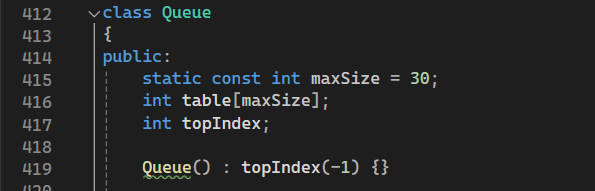 412 class Queue
413 {
414 public:
415 static const int maxSize = 30;
416 int table[maxSize];
417 int topIndex;
418
419 Queue() : topIndex(-1) {}